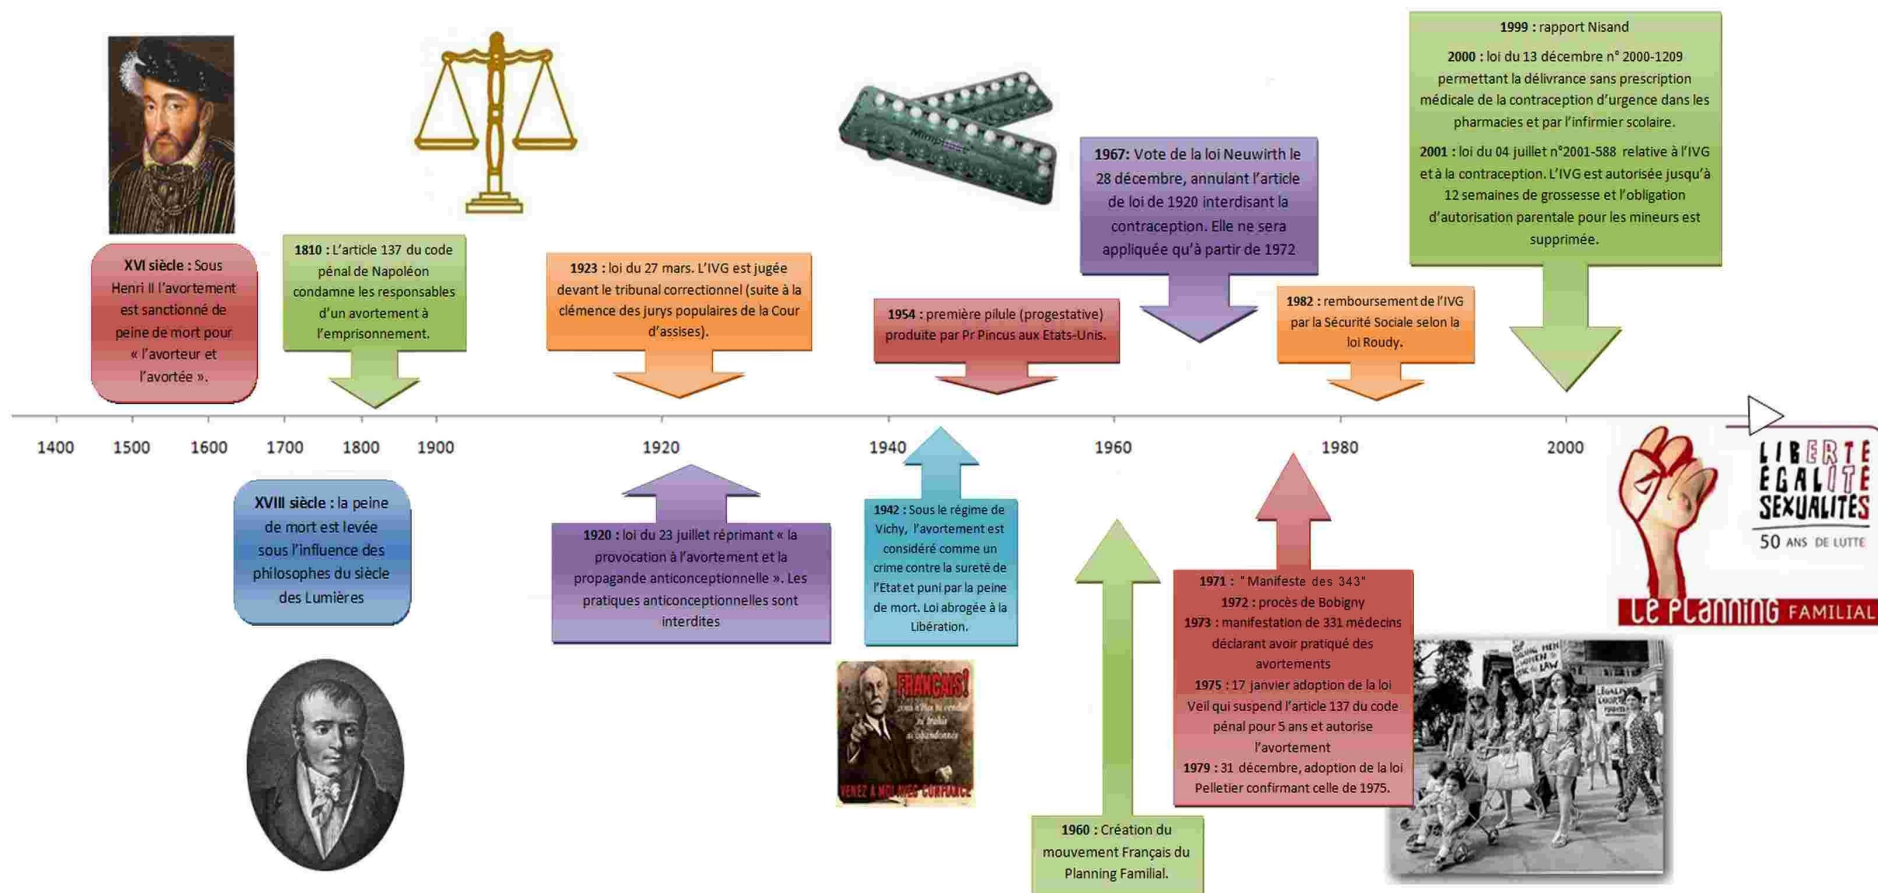 1999 : rapport Nisand
2000 : loi du 13 décembre n° 2000-1209
permettant la délivrance sans prescription
médicale de la contraception d'urgence dans les
pharmacies et par l'infirmier scolaire.
2001 : loi du 04 juillet n°2001-588 relative à l'IVG
et à la contraception. L'IVG est autorisée jusqu'à
12 semaines de grossesse et l'obligation
d'autorisation parentale pour les mineurs est
supprimée.
1967: Vote de la loi Neuwirth le
28 décembre, annulant l'article
de loi de 1920 interdisant la
contraception. Elle ne sera
appliquée qu'à partir de 1972
XVI siècle : Sous
Henri II l'avortement
est sanctionné de
peine de mort pour
« l'avorteur et
l'avortée ».
1810 : L'article 137 du code
pénal de Napoléon
condamne les responsables
d'un avortement à
l'emprisonnement.
1923 : loi du 27 mars. L'IVG est jugée
devant le tribunal correctionnel (suite à la
clémence des jurys populaires de la Cour
d'assises).
1954 : première pilule (progestative)
produite par Pr Pincus aux Etats-Unis.
1982 : remboursement de l'IVG
par la Sécurité Sociale selon la
loi Roudy.
1400 1500 1600 1700 1800 1900 1920 1940 1960 1980 2000
XVIII siècle : la peine
de mort est levée
sous l'influence des
philosophes du siècle
des Lumières
1920 : loi du 23 juillet réprimant « la
provocation à l'avortement et la
propagande anticonceptionnelle ». Les
pratiques anticonceptionnelles sont
interdites
1942 : Sous le régime de
Vichy, l'avortement est
considéré comme un
crime contre la sureté de
l'Etat et puni par la peine
de mort. Loi abrogée à la
Libération.
1971 : "Manifeste des 343"
1972 : procès de Bobigny
1973 : manifestation de 331 médecins
déclarant avoir pratiqué des
avortements
1975 : 17 janvier adoption de la loi
Veil qui suspend l'article 137 du code
pénal pour 5 ans et autorise
l'avortement
1979 : 31 décembre, adoption de la loi
Pelletier confirmant celle de 1975.
1960 : Création du
mouvement Français du
Planning Familial.
LIBERTÉ
ÉGALITÉ
SEXUALITÉS
50 ANS DE LUTTE
Le Planning FAMILIAL
FRANÇAIS!
VENEZ A MOI AVEC CONFIANCE